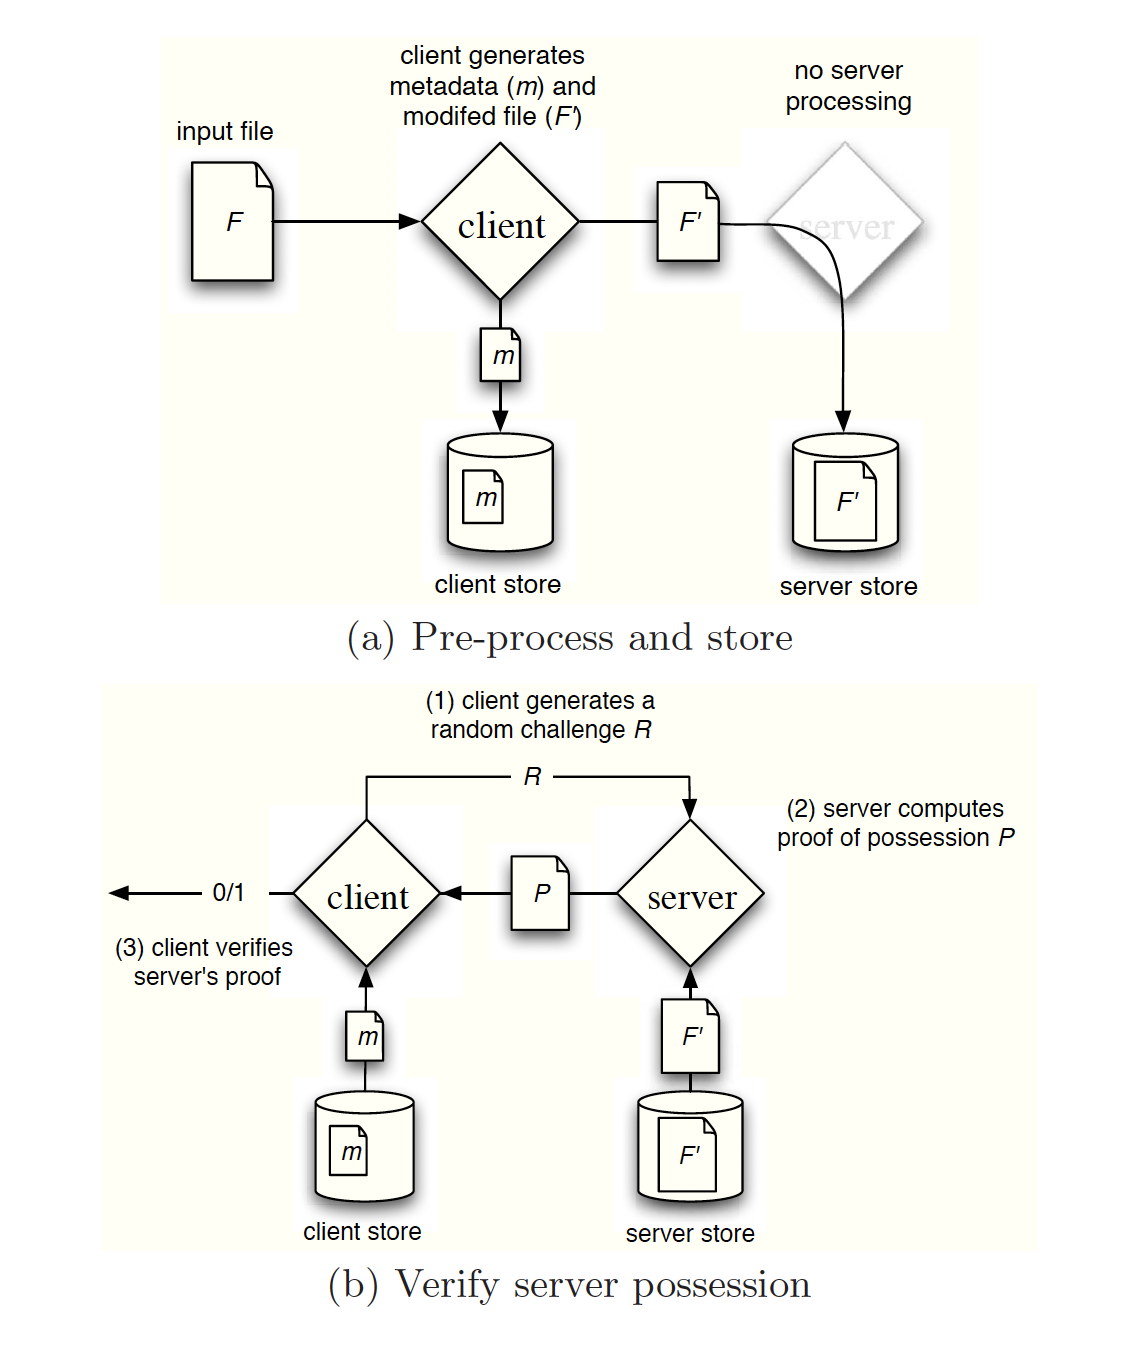 client generates
metadata (m) and
modifed file (F')
no server
processing
input file
F
client
F'
server
m
m
F'
client store
server store
(a) Pre-process and store
(1) client generates a
random challenge R
R
(2) server computes
proof of possession P
0/1
client
P
server
(3) client verifies
server's proof
m
F'
m
F'
client store
server store
(b) Verify server possession